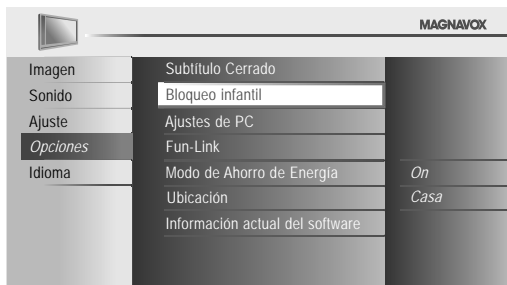 MAGNAVOX
Imagen
Sonido
Ajuste
Opciones
Idioma
Subtítulo Cerrado
Bloqueo infantil
Ajustes de PC
Fun-Link
Modo de Ahorro de Energía On
Ubicación Casa
Información actual del software